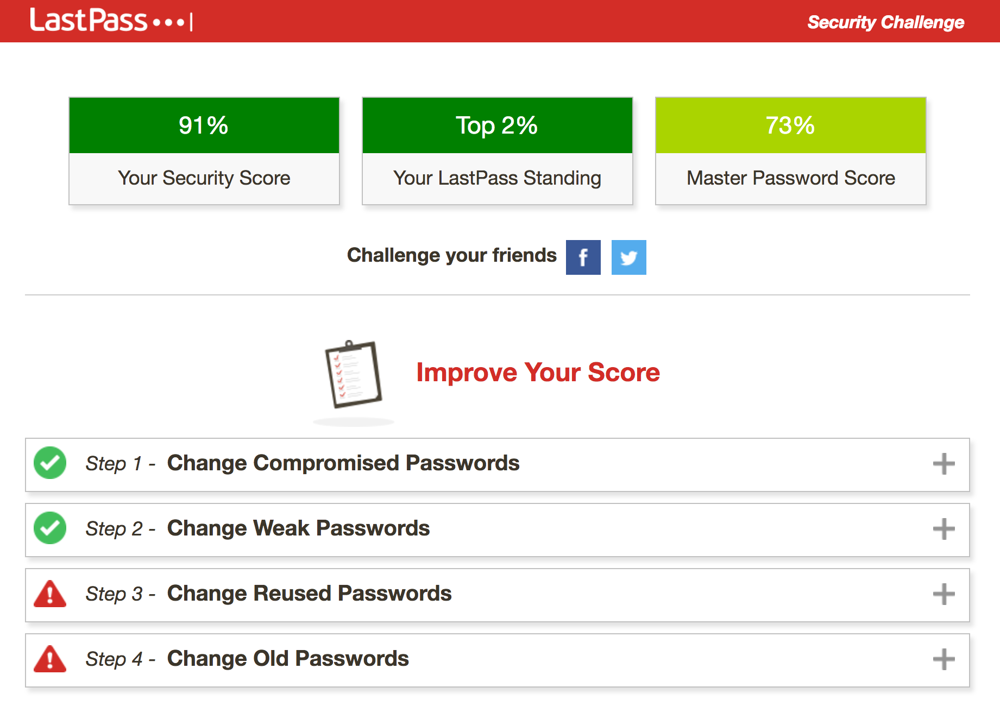 LastPass •••|
Security Challenge
91%
Your Security Score
Top 2%
Your LastPass Standing
73%
Master Password Score
Challenge your friends
f
Improve Your Score
Step 1 - Change Compromised Passwords
Step 2 - Change Weak Passwords
Step 3 - Change Reused Passwords
Step 4 - Change Old Passwords